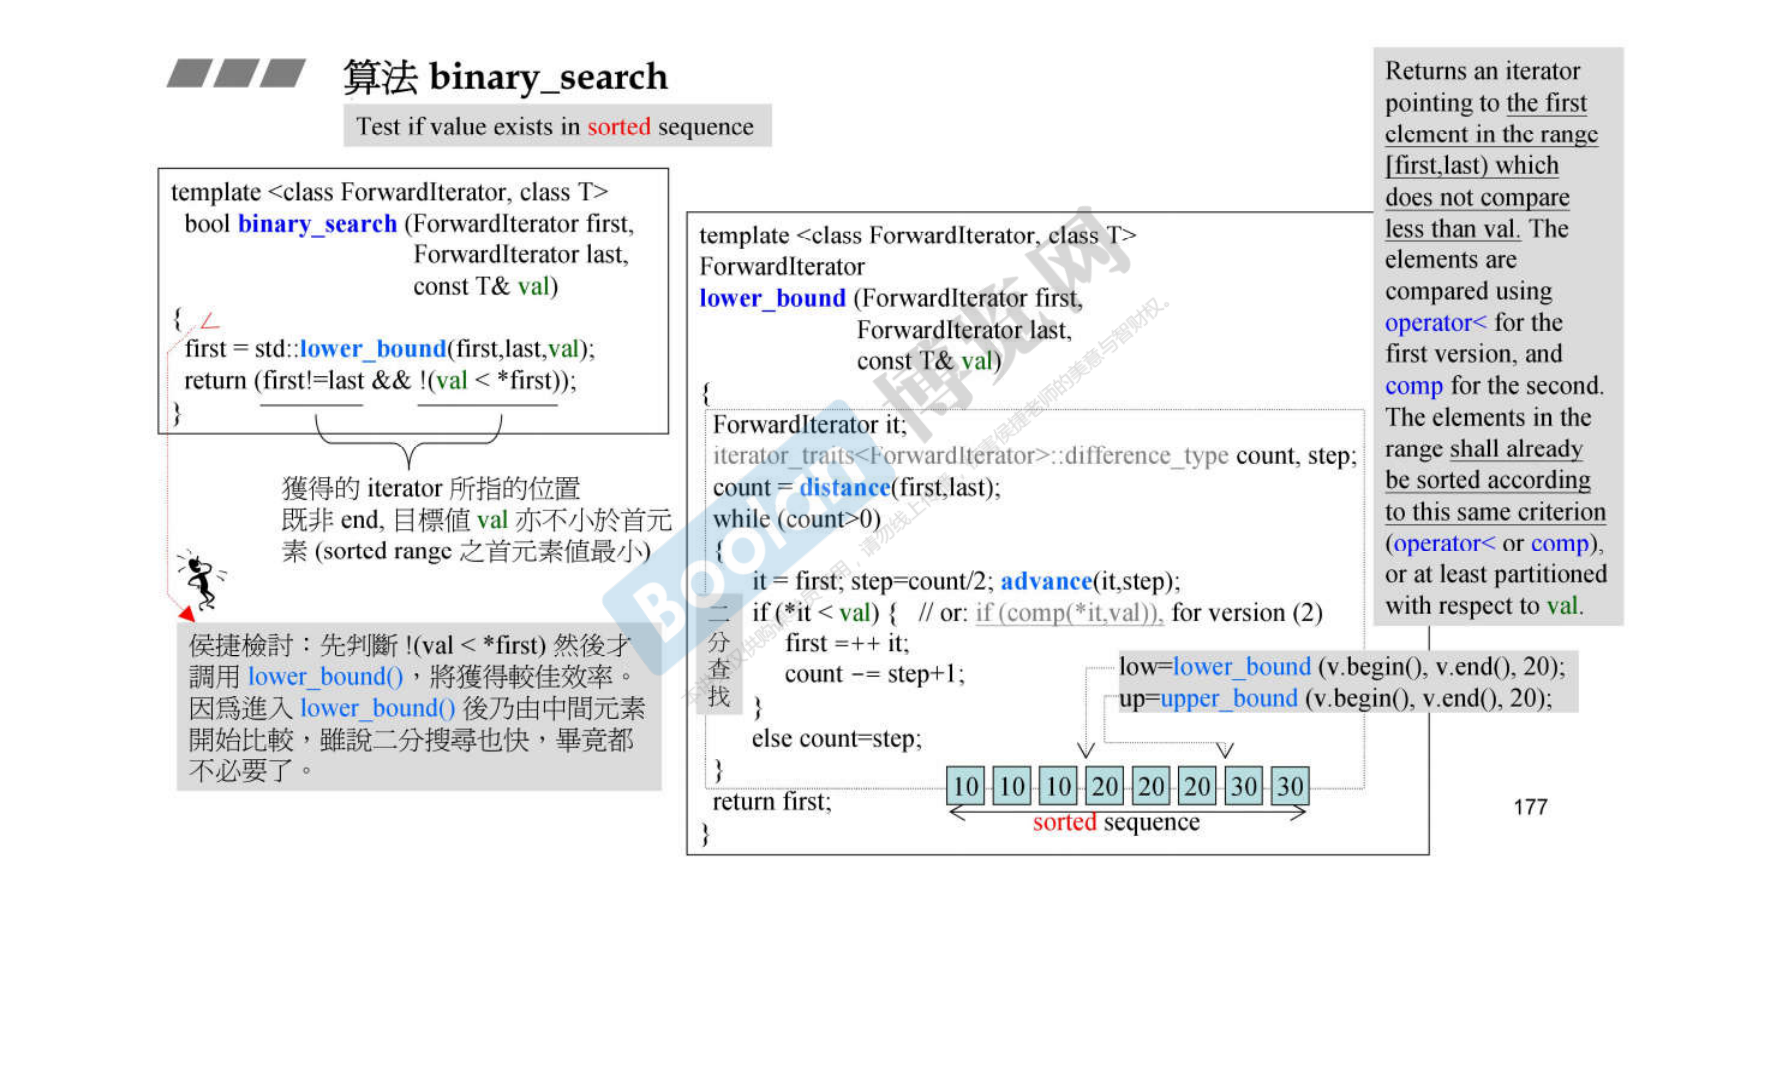 算法 binary_search
Test if value exists in sorted sequence
template <class ForwardIterator, class T>
bool binary_search (ForwardIterator first,
ForwardIterator last,
const T& val)
{
first = std::lower_bound(first,last,val);
return (first!=last && !(val < *first));
}
獲得的 iterator 所指的位置
既非 end, 目標值 val 亦不小於首元
素 (sorted range 之首元素值最小)
侯捷檢討：先判斷 !(val < *first) 然後才
調用 lower_bound()，將獲得較佳效率。
因爲進入 lower_bound() 後乃由中間元素
開始比較，雖說二分搜尋也快，畢竟都
不必要了。
template <class ForwardIterator, class T>
ForwardIterator
lower_bound (ForwardIterator first,
ForwardIterator last,
const T& val)
{
ForwardIterator it;
iterator_traits<ForwardIterator>::difference_type count, step;
count = distance(first,last);
while (count>0)
{
it = first; step=count/2; advance(it,step);
if (*it < val) { // or: if (comp(*it,val)), for version (2)
first =++ it;
count -= step+1;
}
else count=step;
}
return first;
}
二
分
查
找
low=lower_bound (v.begin(), v.end(), 20);
up=upper_bound (v.begin(), v.end(), 20);
10 10 10 20 20 20 30 30
sorted sequence
Returns an iterator
pointing to the first
element in the range
[first,last) which
does not compare
less than val. The
elements are
compared using
operator< for the
first version, and
comp for the second.
The elements in the
range shall already
be sorted according
to this same criterion
(operator< or comp),
or at least partitioned
with respect to val.
177
Boolan 博览网